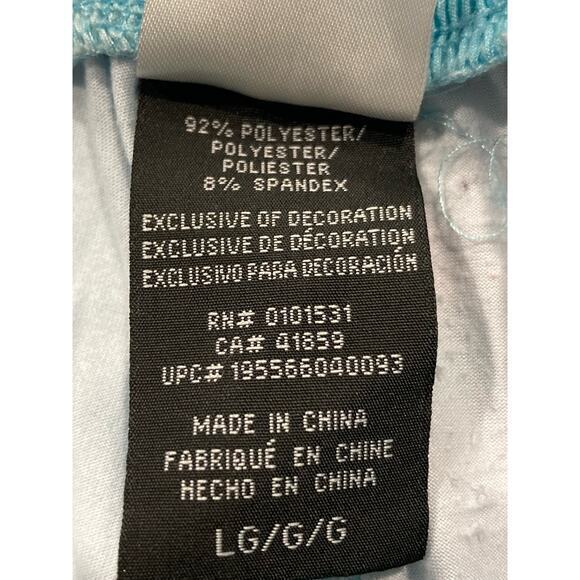 92% POLYESTER/
POLYESTER/
POLIÉSTER
8% SPANDEX
EXCLUSIVE OF DECORATION
EXCLUSIVE DE DÉCORATION
EXCLUSIVO PARA DECORACIÓN
RN# 0101531
CA# 41859
UPC# 195566040093
MADE IN CHINA
FABRIQUÉ EN CHINE
HECHO EN CHINA
LG/G/G